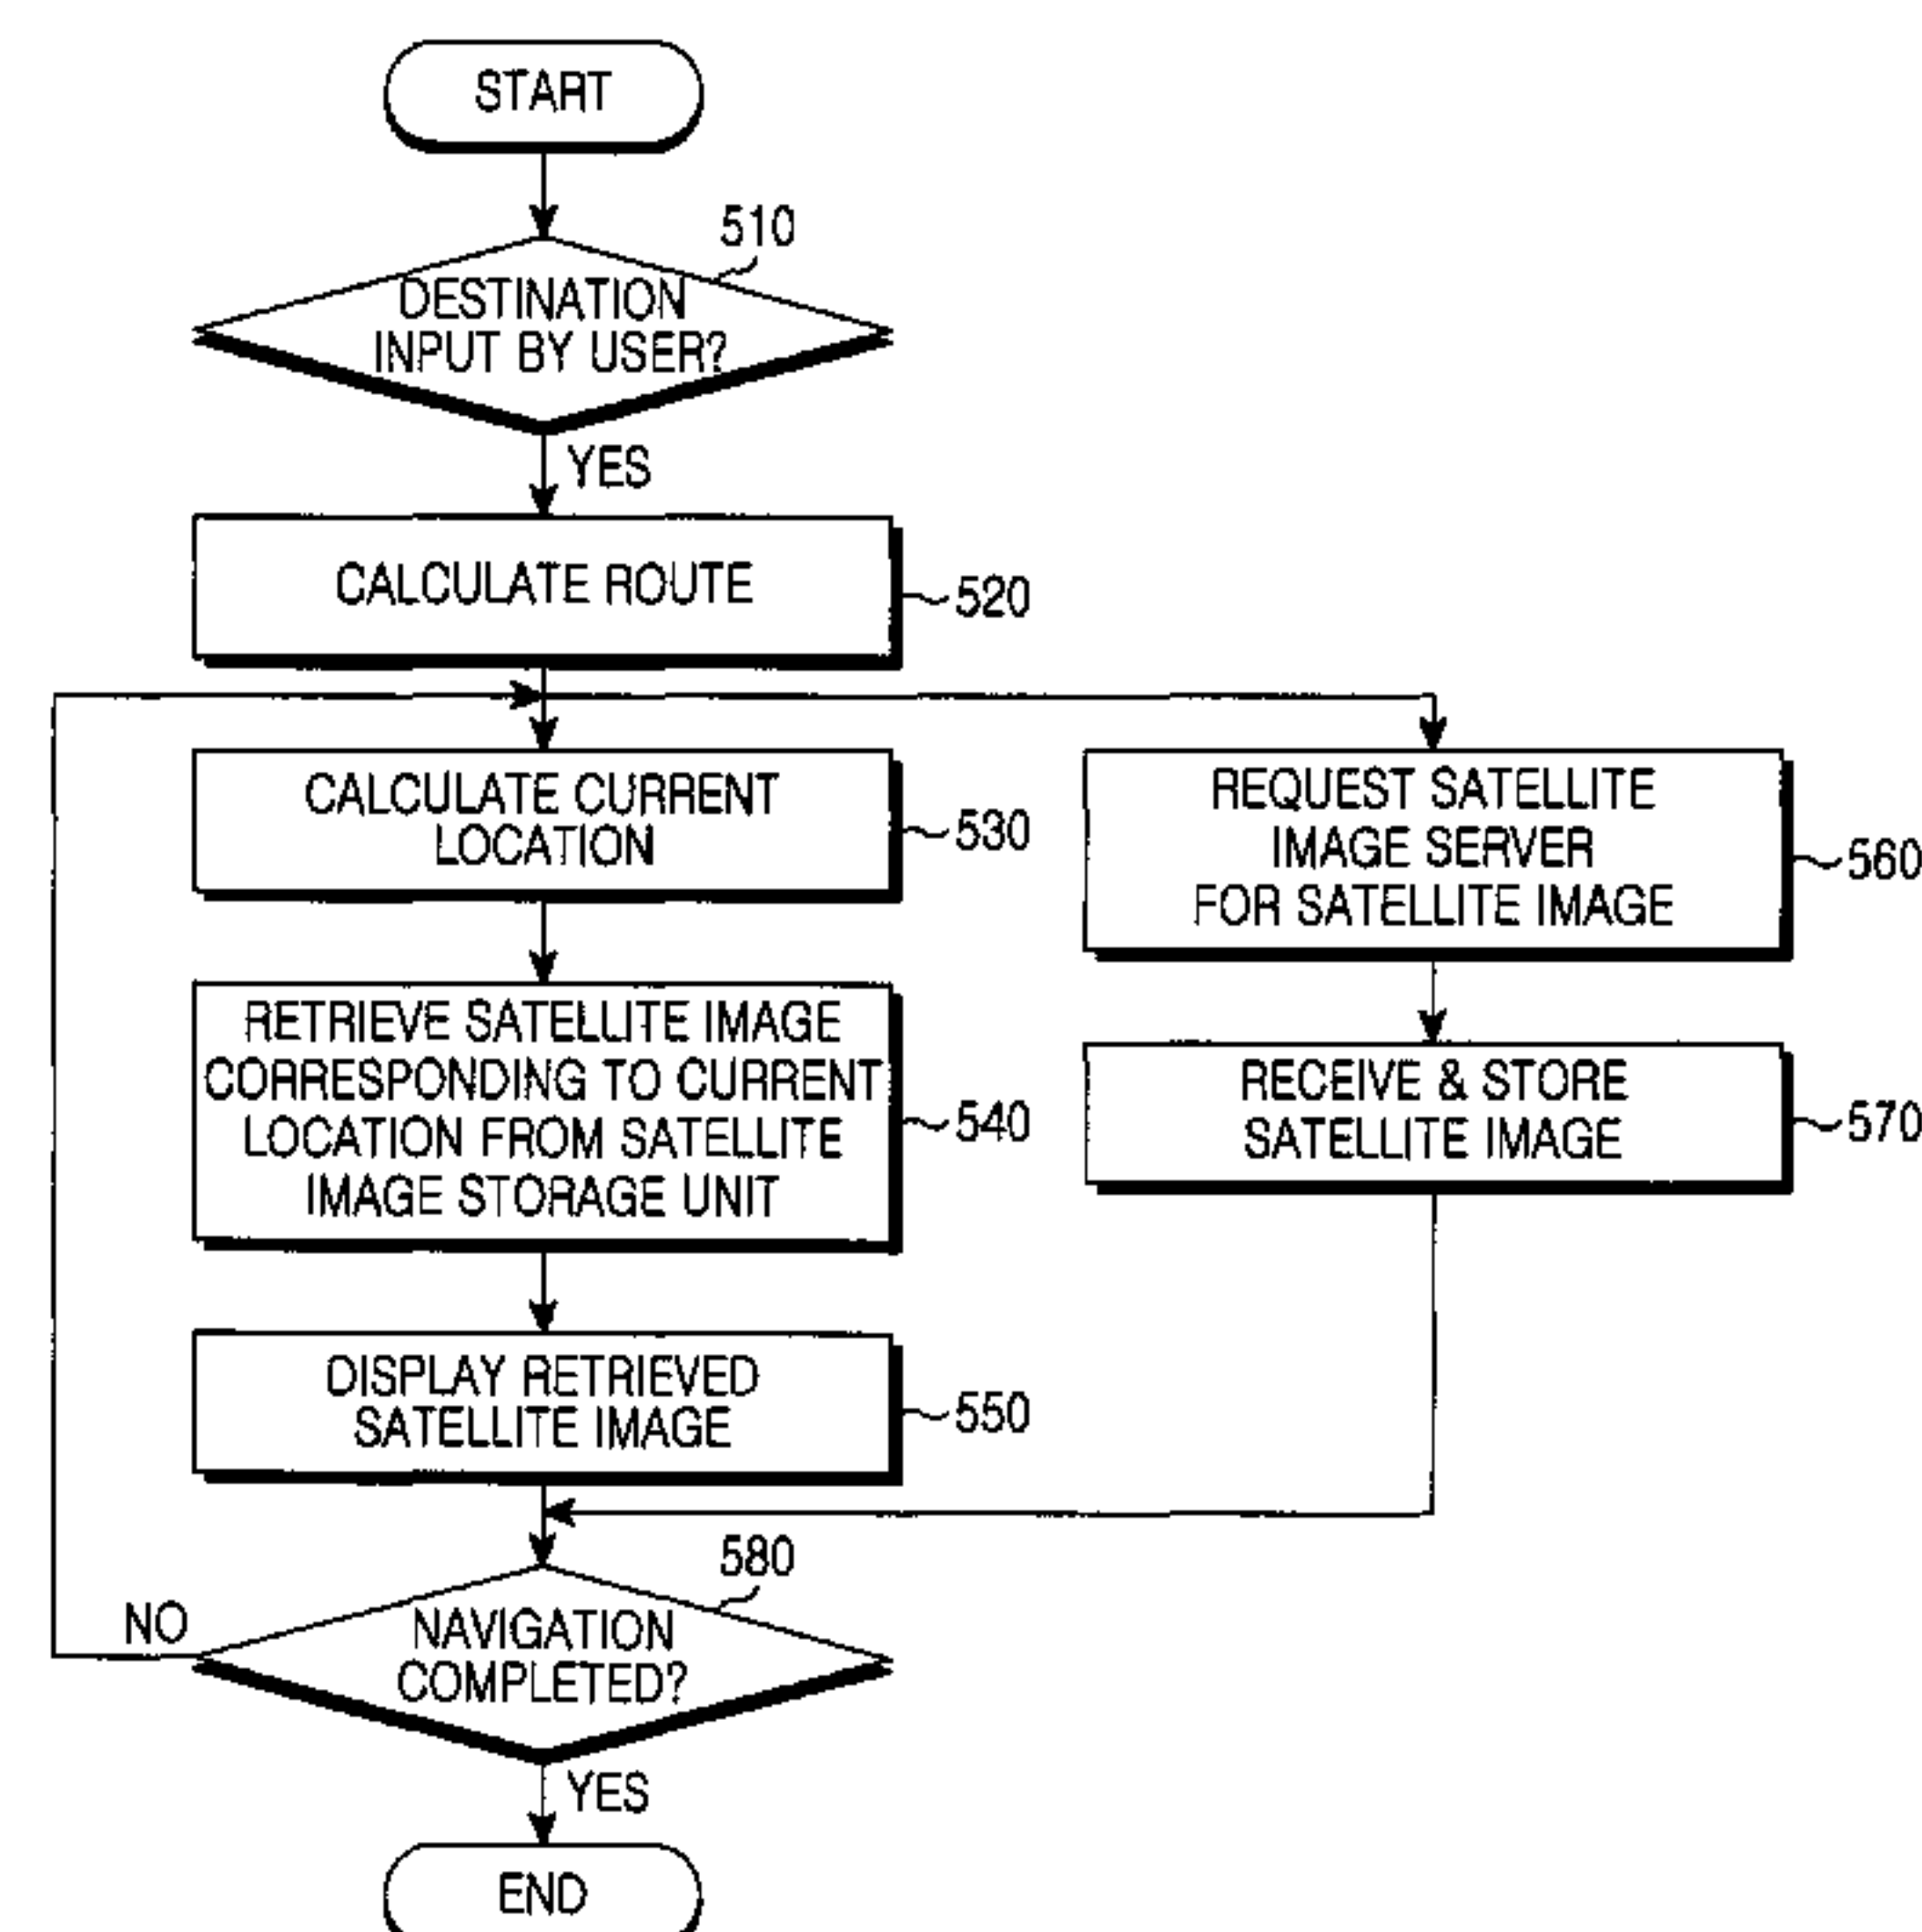 START
510
DESTINATION
INPUT BY USER?
YES
CALCULATE ROUTE
520
CALCULATE CURRENT
LOCATION
530
REQUEST SATELLITE
IMAGE SERVER
FOR SATELLITE IMAGE
560
RETRIEVE SATELLITE IMAGE
CORRESPONDING TO CURRENT
LOCATION FROM SATELLITE
IMAGE STORAGE UNIT
540
RECEIVE & STORE
SATELLITE IMAGE
570
DISPLAY RETRIEVED
SATELLITE IMAGE
550
580
NO
NAVIGATION
COMPLETED?
YES
END